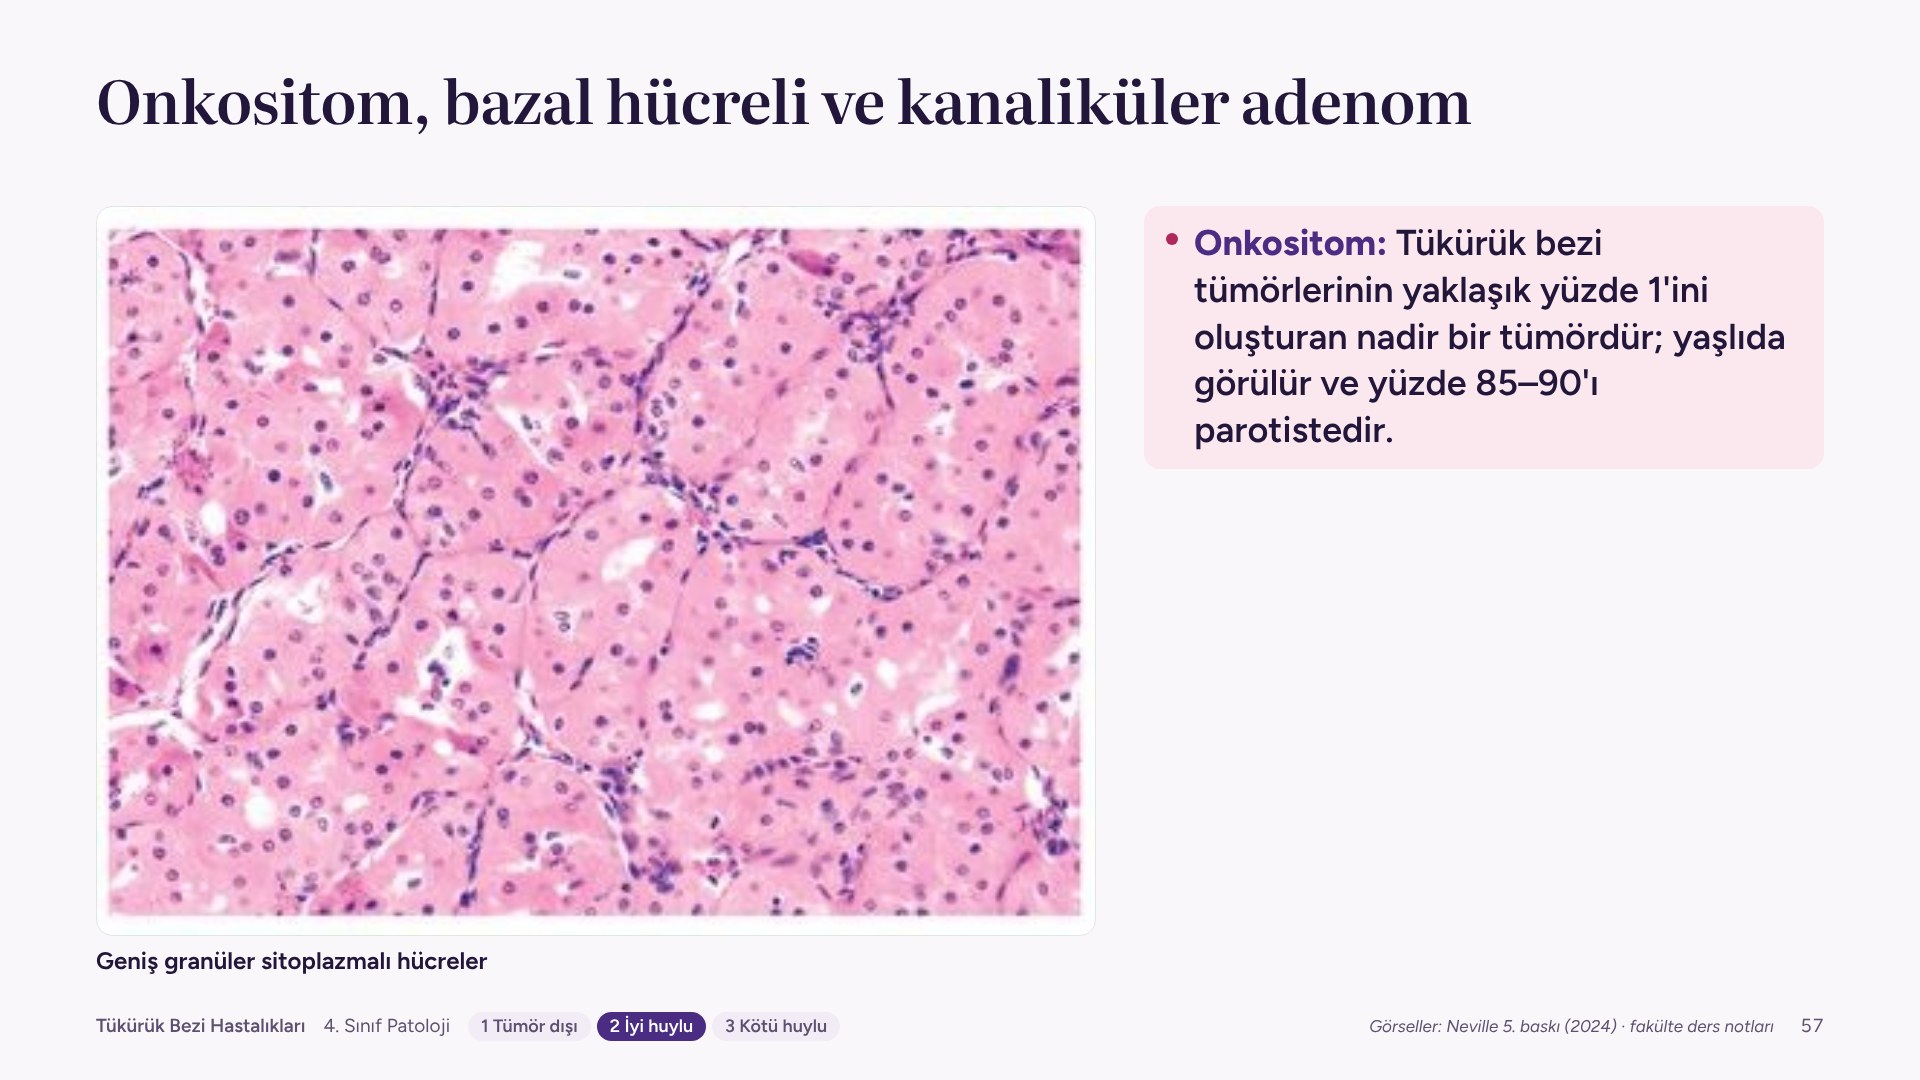 Onkositom, bazal hücreli ve kanaliküler adenom
Onkositom: Tükürük bezi
tümörlerinin yaklaşık yüzde 1'ini
oluşturan nadir bir tümördür; yaşlıda
görülür ve yüzde 85–90'ı
parotistedir.
Geniş granüler sitoplazmalı hücreler
Tükürük Bezi Hastalıkları 4. Sınıf Patoloji 1 Tümör dışı 2 İyi huylu 3 Kötü huylu
Görseller: Neville 5. baskı (2024) · fakülte ders notları 57